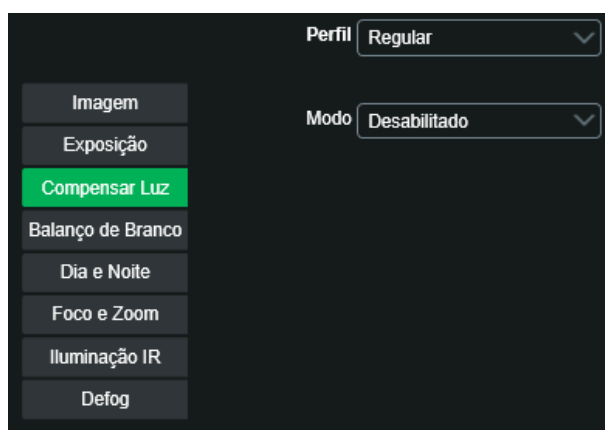 Perfil Regular
Imagem
Modo Desabilitado
Exposição
Compensar Luz
Balanço de Branco
Dia e Noite
Foco e Zoom
Iluminação IR
Defog